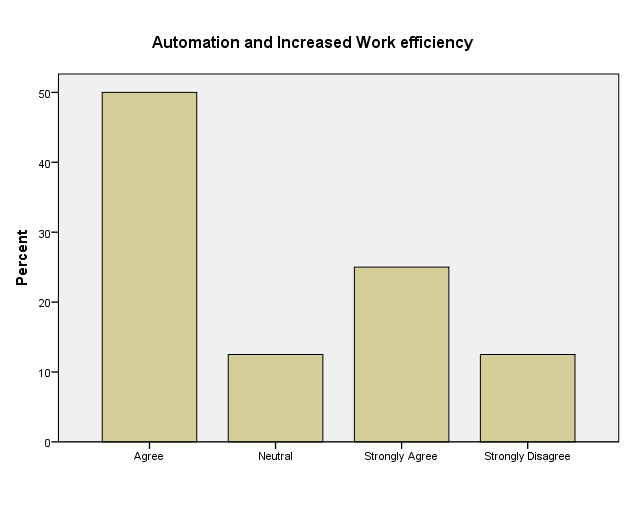 Automation and Increased Work efficiency
Percent
50
40
30
20
10
0
Agree
Neutral
Strongly Agree
Strongly Disagree